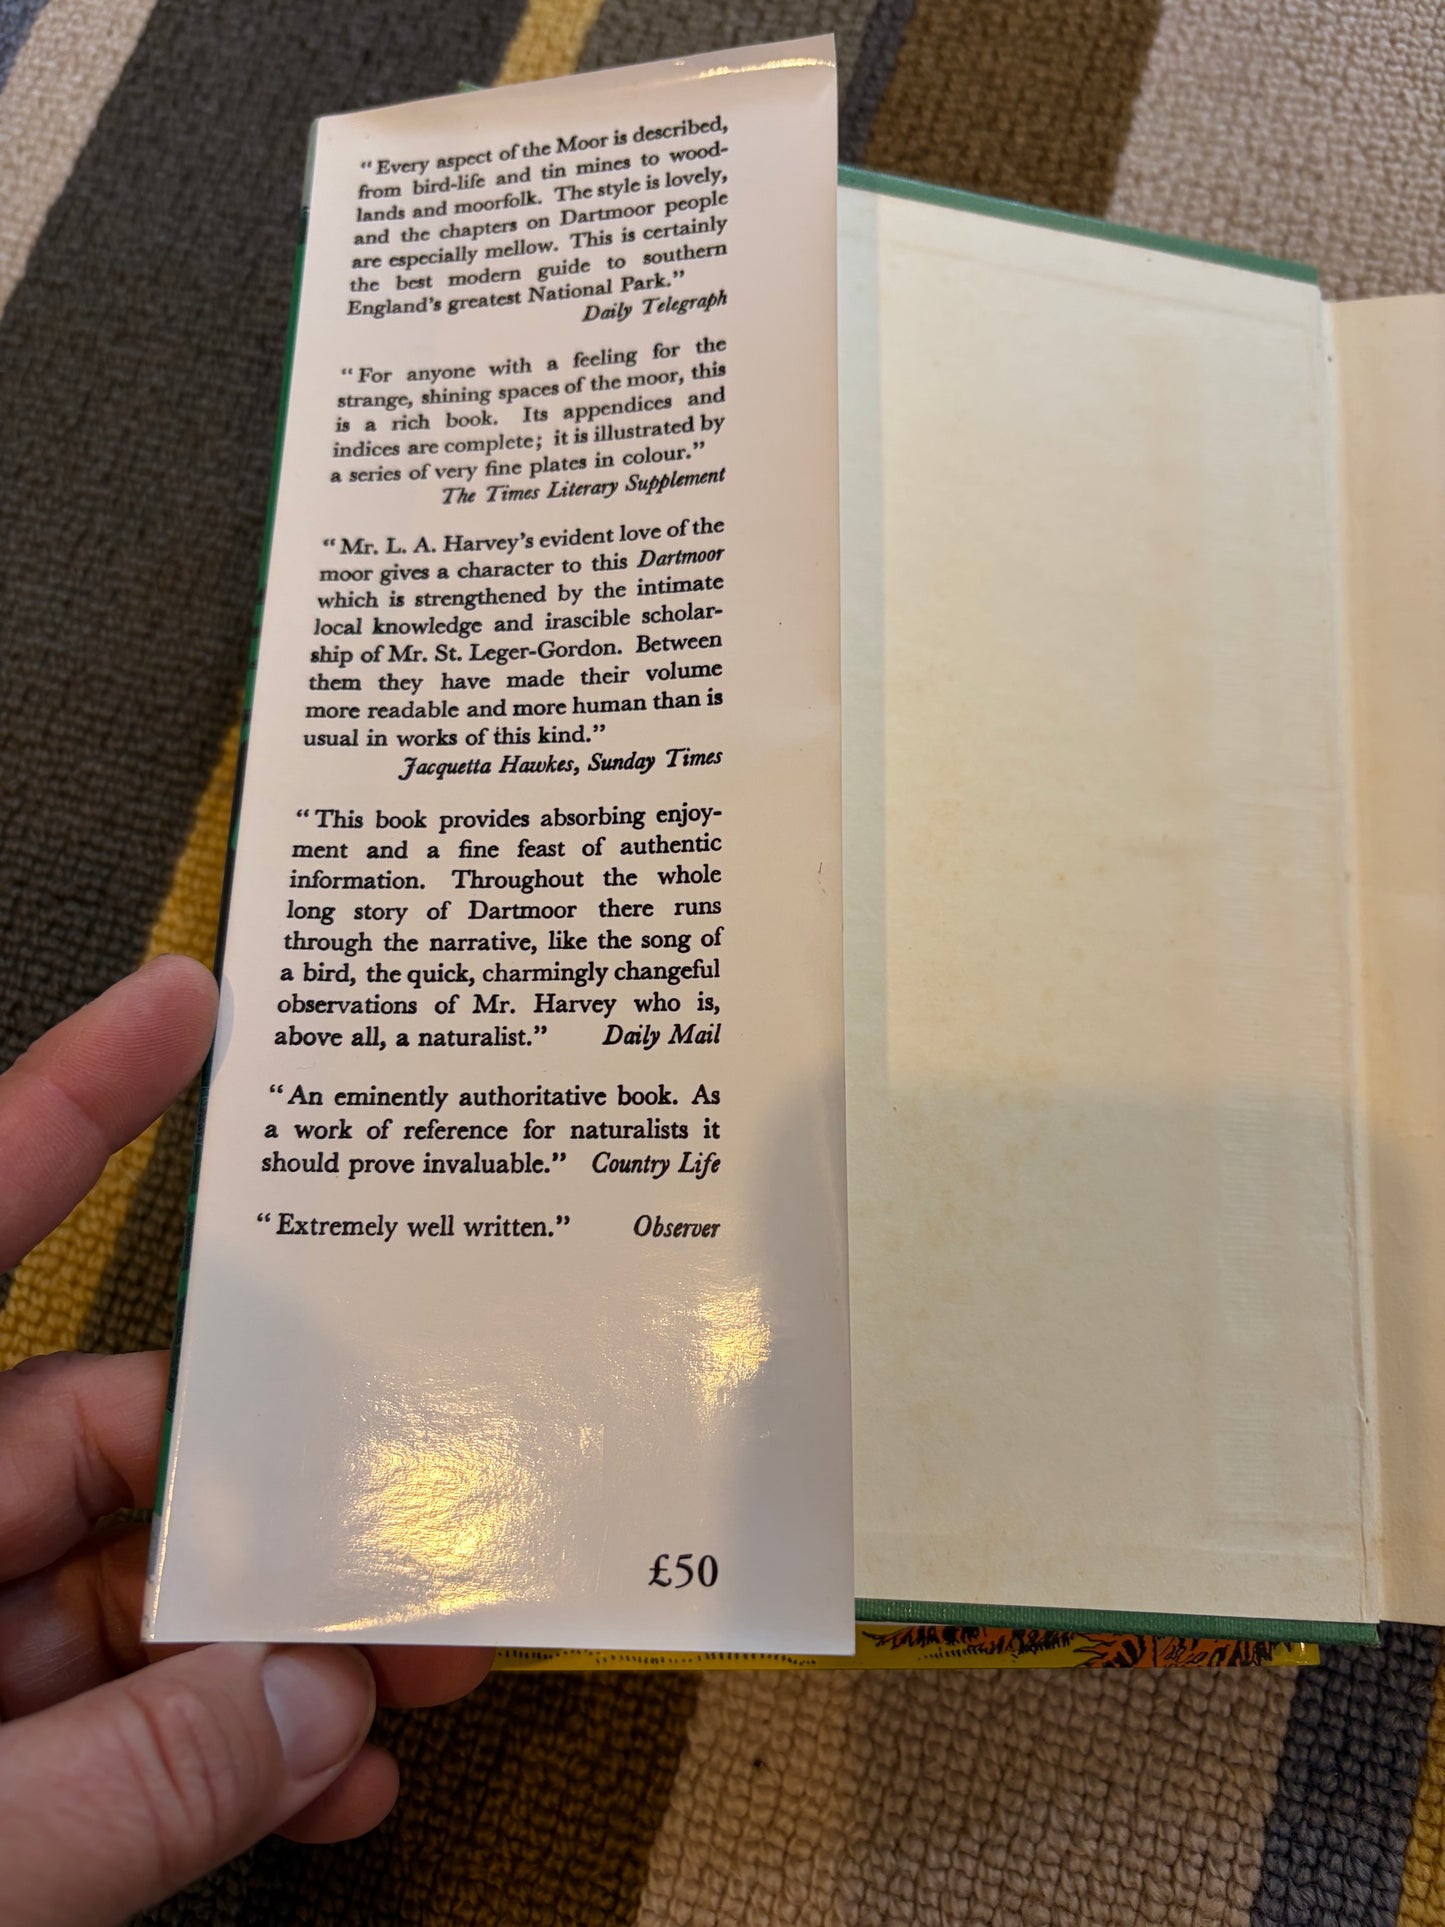 “Every aspect of the Moor is described,
from bird-life and tin mines to wood-
lands and moorfolk. The style is lovely,
and the chapters on Dartmoor people
are especially mellow. This is certainly
the best modern guide to southern
England’s greatest National Park.”
Daily Telegraph
“For anyone with a feeling for the
strange, shining spaces of the moor, this
is a rich book. Its appendices and
indices are complete; it is illustrated by
a series of very fine plates in colour.”
The Times Literary Supplement
“Mr. L. A. Harvey’s evident love of the
moor gives a character to this Dartmoor
which is strengthened by the intimate
local knowledge and irascible scholar-
ship of Mr. St. Leger-Gordon. Between
them they have made their volume
more readable and more human than is
usual in works of this kind.”
Jacquetta Hawkes, Sunday Times
“This book provides absorbing enjoy-
ment and a fine feast of authentic
information. Throughout the whole
long story of Dartmoor there runs
through the narrative, like the song of
a bird, the quick, charmingly changeful
observations of Mr. Harvey who is,
above all, a naturalist.” Daily Mail
“An eminently authoritative book. As
a work of reference for naturalists it
should prove invaluable.” Country Life
“Extremely well written.” Observer
£50